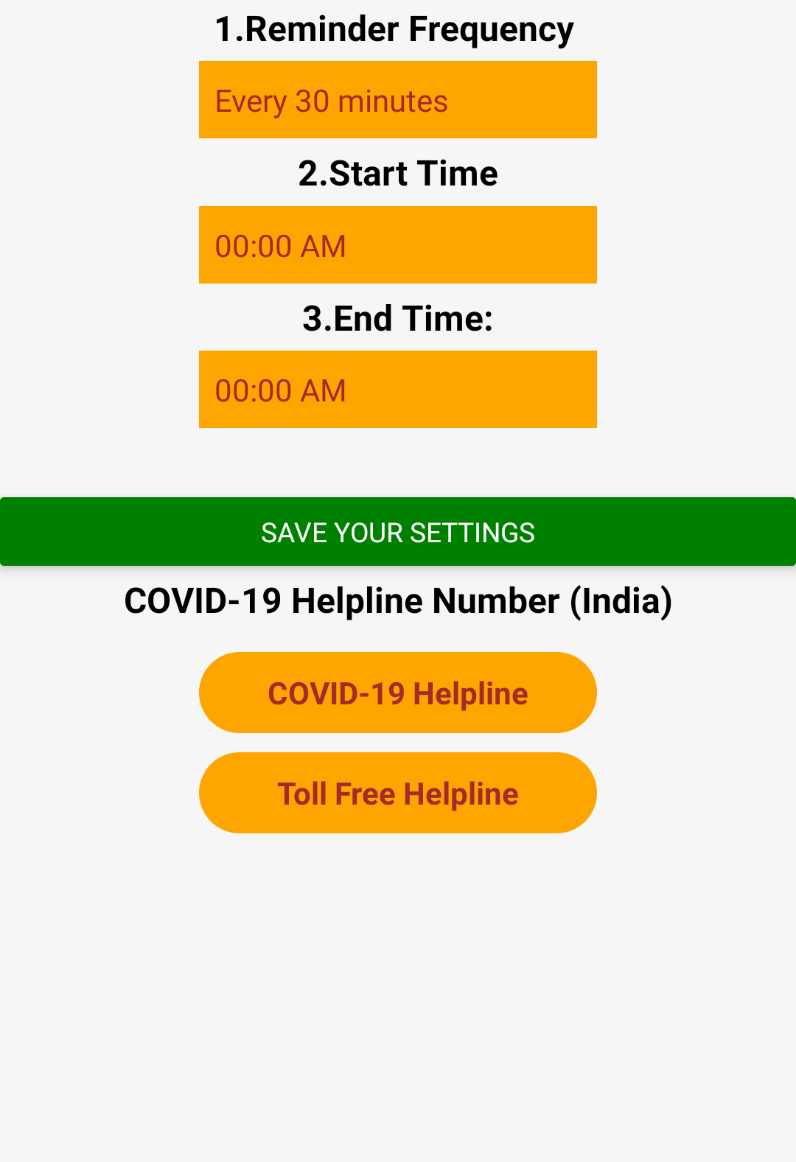 1.Reminder Frequency
Every 30 minutes
2.Start Time
00:00 AM
3.End Time:
00:00 AM
SAVE YOUR SETTINGS
COVID-19 Helpline Number (India)
COVID-19 Helpline
Toll Free Helpline